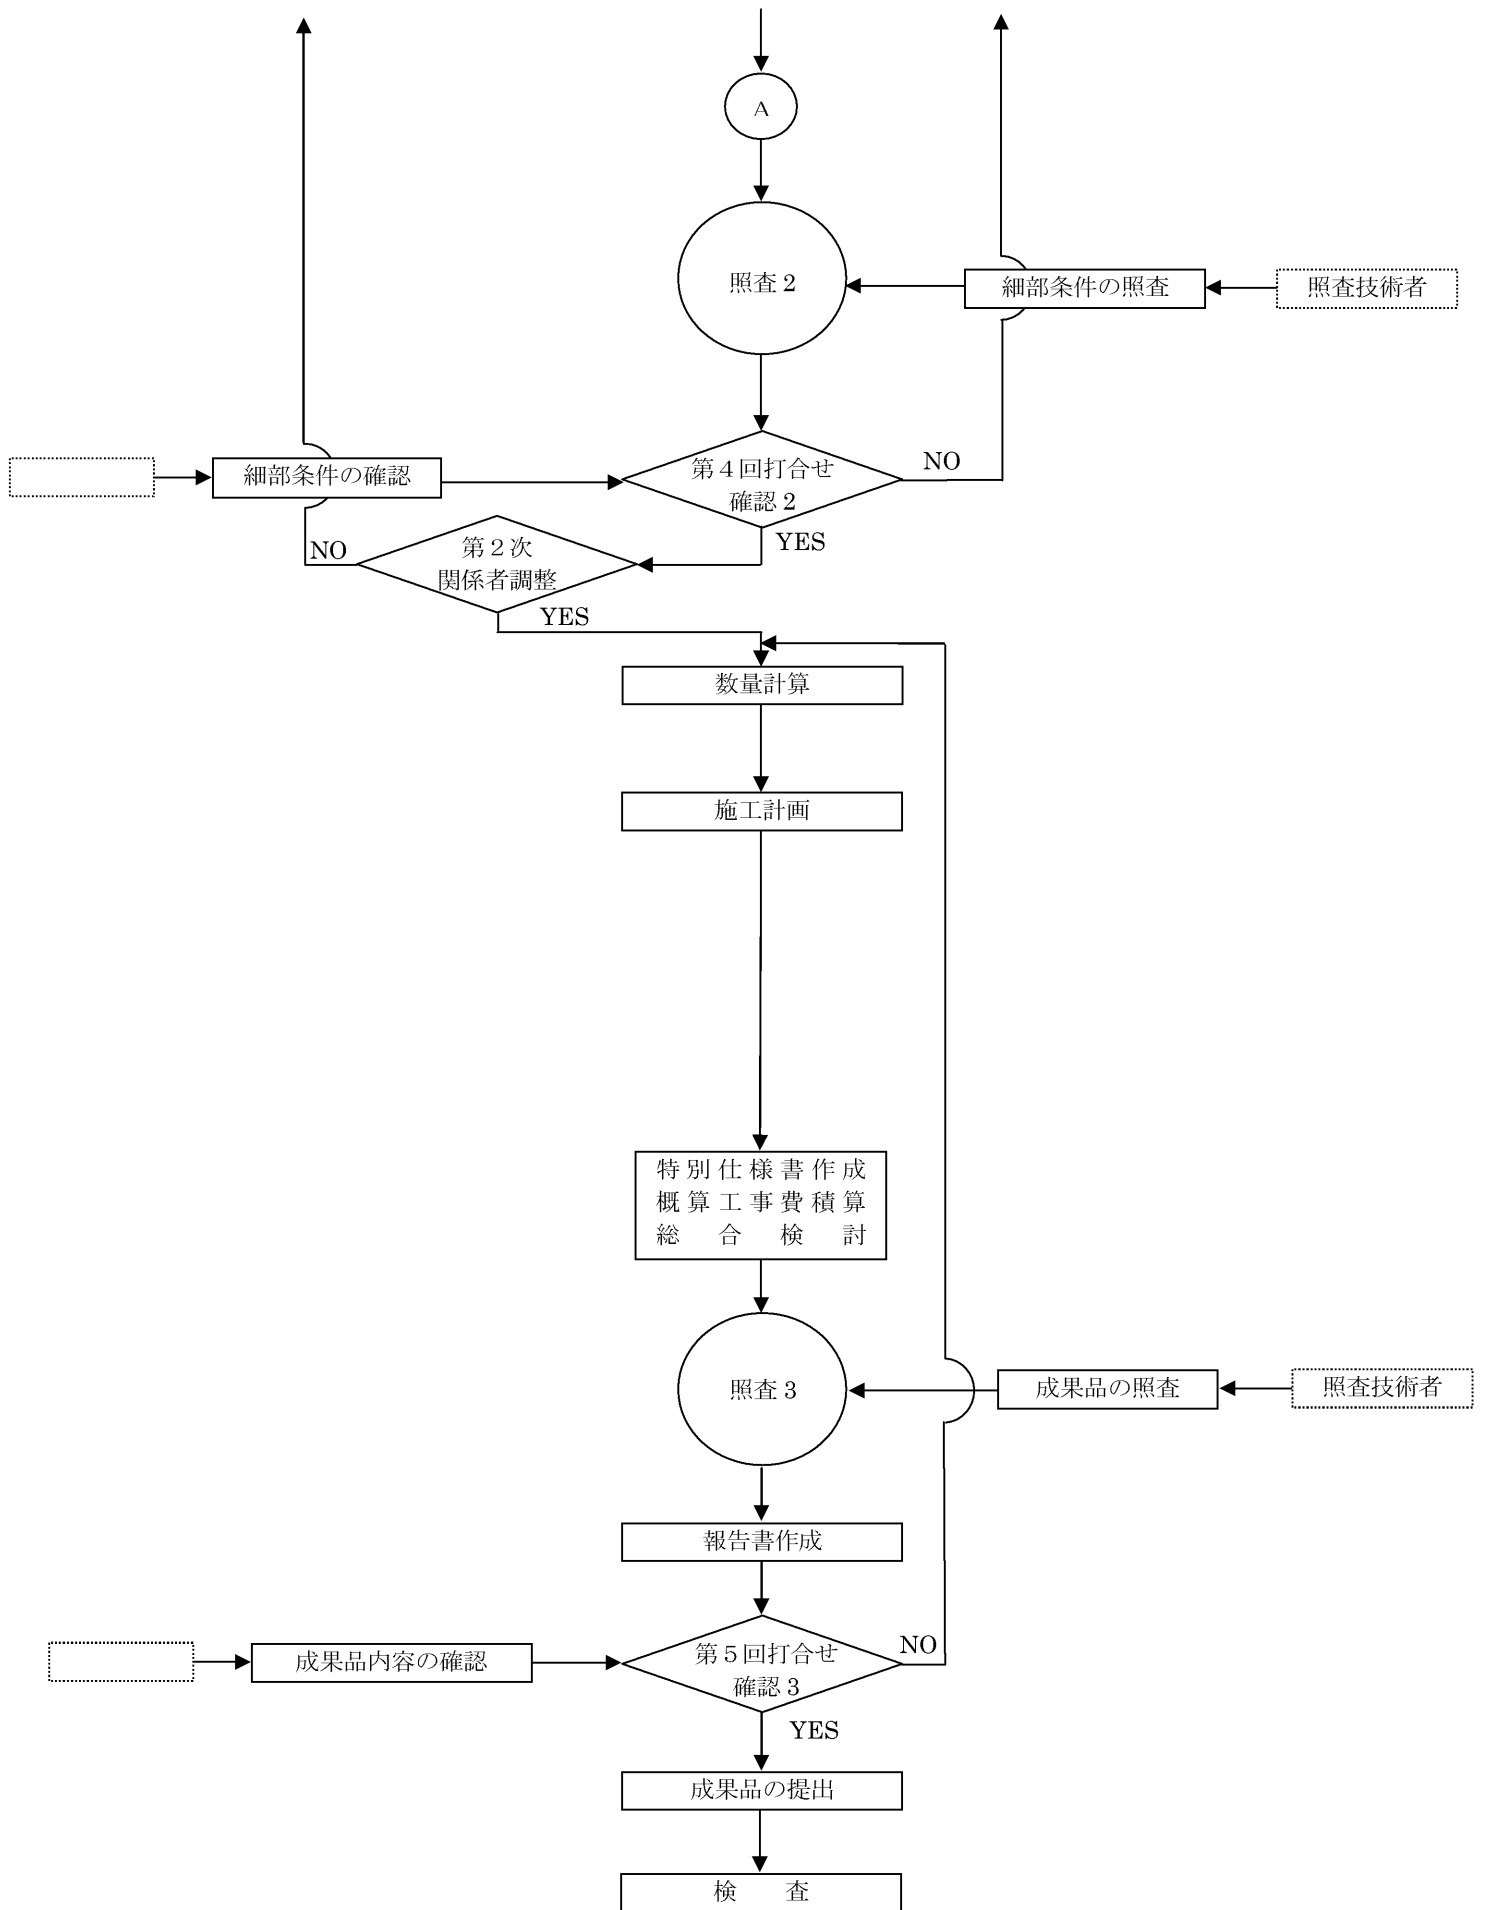 A
照査２
細部条件の照査
照査技術者
細部条件の確認
第４回打合せ
確認２
NO
YES
第２次
関係者調整
NO
YES
数量計算
施工計画
特別仕様書作成
概算工事費積算
総合検討
照査３
成果品の照査
照査技術者
報告書作成
成果品内容の確認
第５回打合せ
確認３
NO
YES
成果品の提出
検　　査